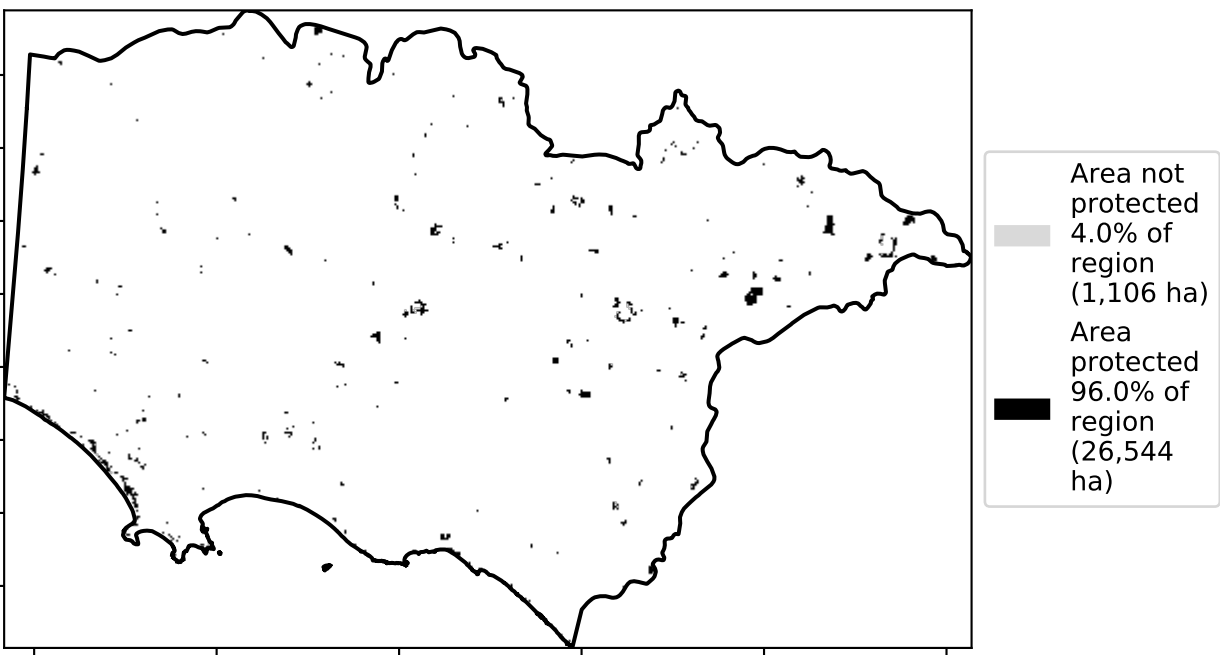 Area not
protected
4.0% of
region
(1,106 ha)
Area
protected
96.0% of
region
(26,544
ha)